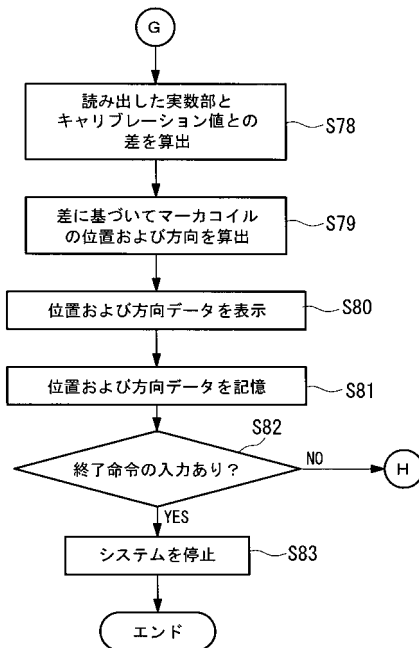 G
読み出した実数部と
キャリブレーション値との
差を算出
S78
差に基づいてマーカコイル
の位置および方向を算出
S79
位置および方向データを表示
S80
位置および方向データを記憶
S81
S82
終了命令の入力あり？
NO
H
YES
システムを停止
S83
エンド